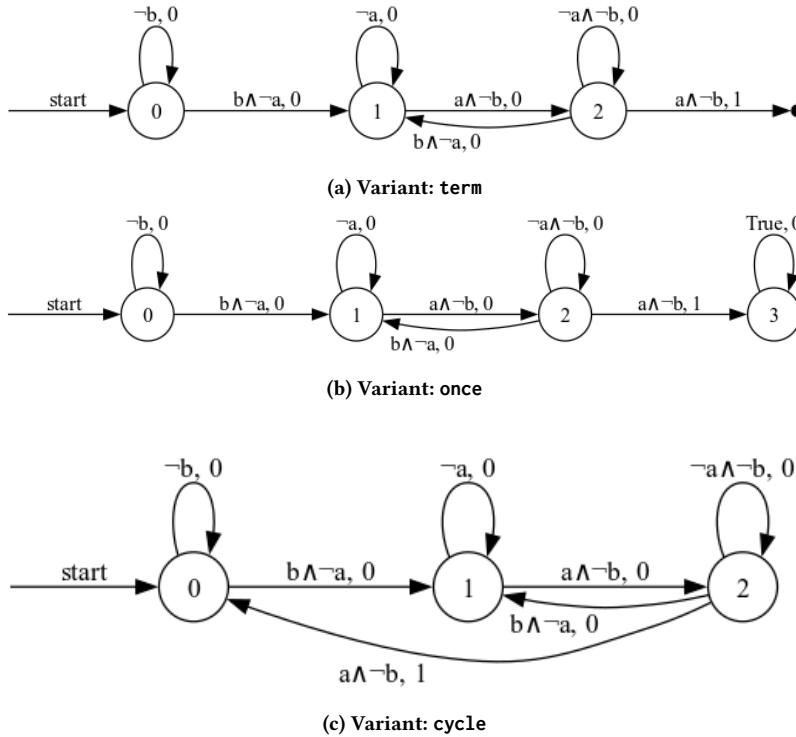 ¬b, 0 ¬a, 0 ¬a∧¬b, 0
start 0 b∧¬a, 0 1 a∧¬b, 0 2 a∧¬b, 1
b∧¬a, 0
(a) Variant: term
¬b, 0 ¬a, 0 ¬a∧¬b, 0 True, 0
start 0 b∧¬a, 0 1 a∧¬b, 0 2 a∧¬b, 1 3
b∧¬a, 0
(b) Variant: once
¬b, 0 ¬a, 0 ¬a∧¬b, 0
start 0 b∧¬a, 0 1 a∧¬b, 0 2
b∧¬a, 0
a∧¬b, 1
(c) Variant: cycle